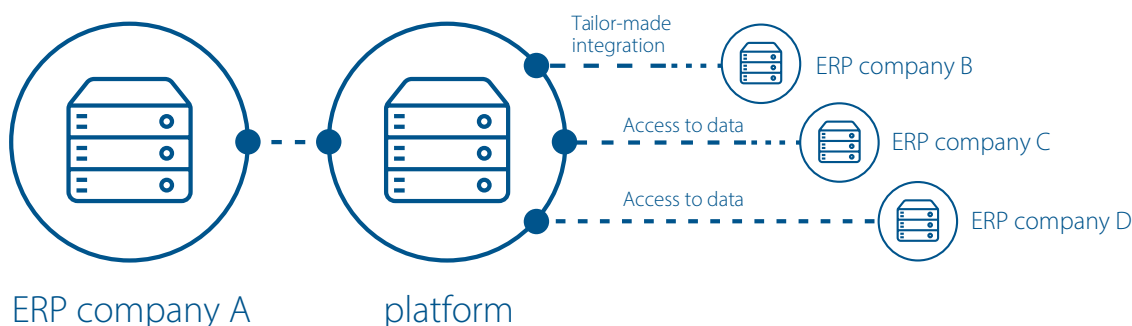 Tailor-made
integration
ERP company B
Access to data
ERP company C
Access to data
ERP company D
ERP company A
platform